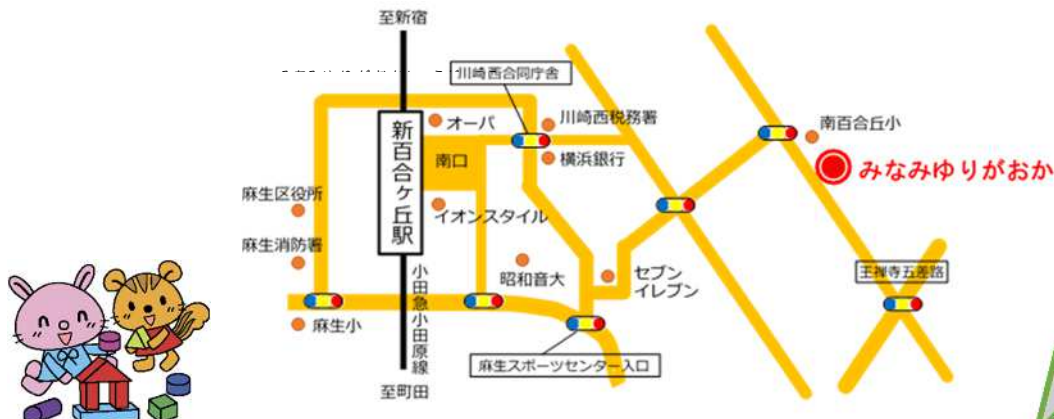 至新宿
川崎西合同庁舎
オーパ
川崎西税務署
南百合丘小
新百合ヶ丘駅
南口
横浜銀行
みなみゆりがおか
麻生区役所
イオンスタイル
麻生消防署
昭和音大
セブン
イレブン
王禅寺五差路
小田急小田原線
麻生小
麻生スポーツセンター入口
至町田